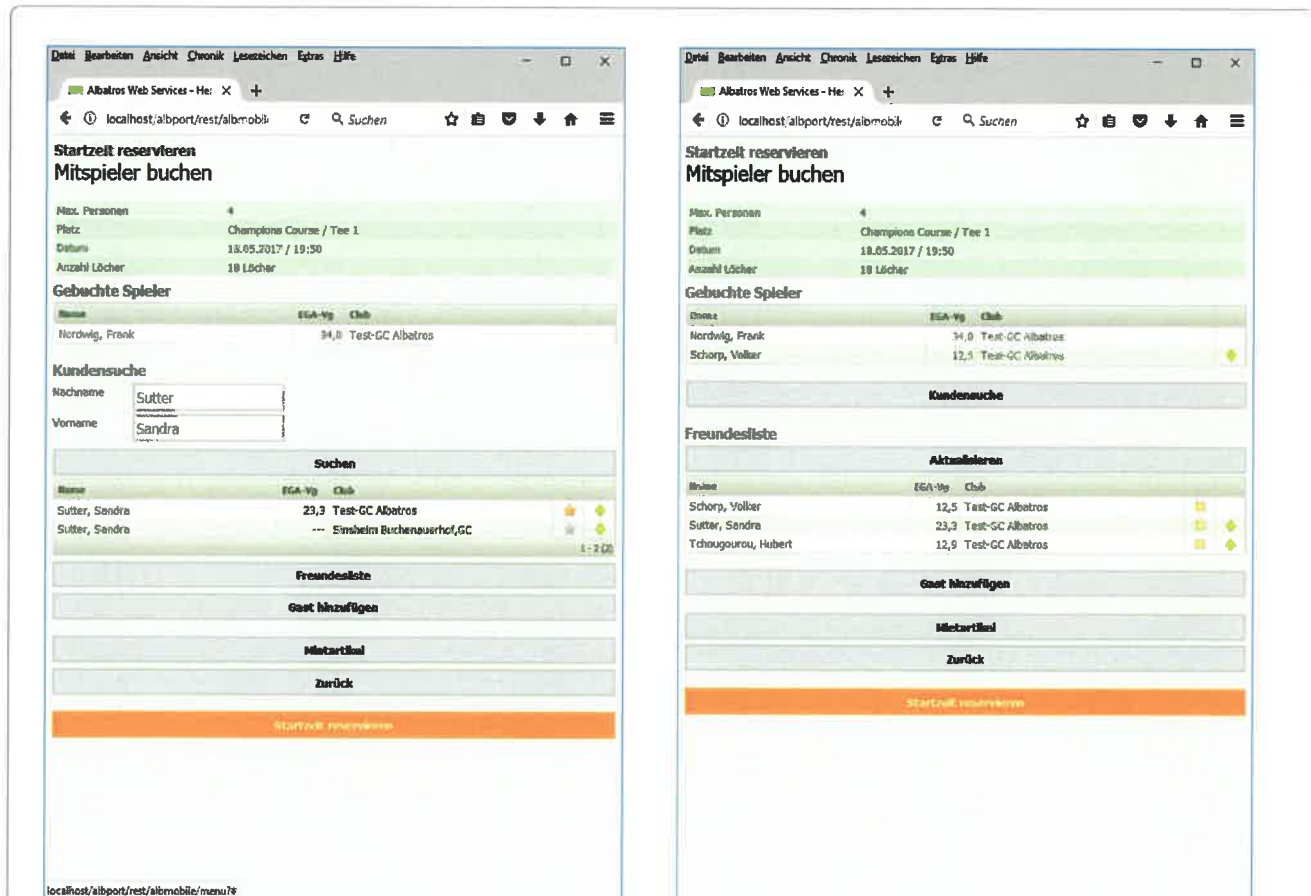 Datei Bearbeiten Ansicht Chronik Lesezeichen Extras Hilfe
Albatros Web Services - He: X +
localhost/albport/rest/albmobile Suchen
Startzeit reservieren
Mitspieler buchen
Max. Personen 4
Platz Champions Course / Tee 1
Datum 18.05.2017 / 19:50
Anzahl Löcher 18 Löcher
Gebuchte Spieler
Name EGA-Vg Club
Nordwig, Frank 34,0 Test-GC Albatros
Kundensuche
Nachname Sutter
Vorname Sandra
Suchen
Name EGA-Vg Club
Sutter, Sandra 23,3 Test-GC Albatros
Sutter, Sandra --- Sinsheim Buchenauerhof,GC
1 - 2 (2)
Freundesliste
Gast hinzufügen
Mietartikel
Zurück
Startzeit reservieren
localhost/albport/rest/albmobile/menu?#
Datei Bearbeiten Ansicht Chronik Lesezeichen Extras Hilfe
Albatros Web Services - He: X +
localhost/albport/rest/albmobile Suchen
Startzeit reservieren
Mitspieler buchen
Max. Personen 4
Platz Champions Course / Tee 1
Datum 18.05.2017 / 19:50
Anzahl Löcher 18 Löcher
Gebuchte Spieler
Name EGA-Vg Club
Nordwig, Frank 34,0 Test-GC Albatros
Schorp, Volker 12,5 Test-GC Albatros
Kundensuche
Freundesliste
Aktualisieren
Name EGA-Vg Club
Schorp, Volker 12,5 Test-GC Albatros
Sutter, Sandra 23,3 Test-GC Albatros
Tchougourou, Hubert 12,9 Test-GC Albatros
Gast hinzufügen
Mietartikel
Zurück
Startzeit reservieren